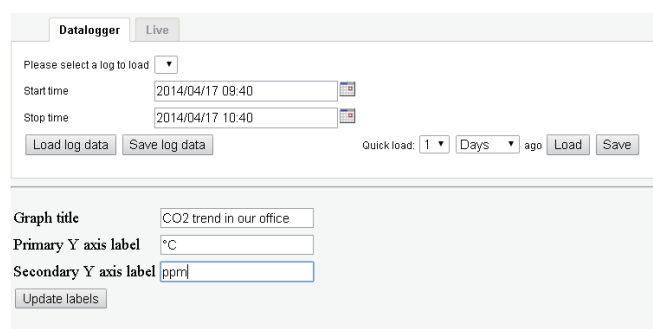 Datalogger Live
Please select a log to load
Start time 2014/04/17 09:40
Stop time 2014/04/17 10:40
Load log data Save log data Quick load: 1 Days ago Load Save
Graph title CO2 trend in our office
Primary Y axis label °C
Secondary Y axis label ppm
Update labels